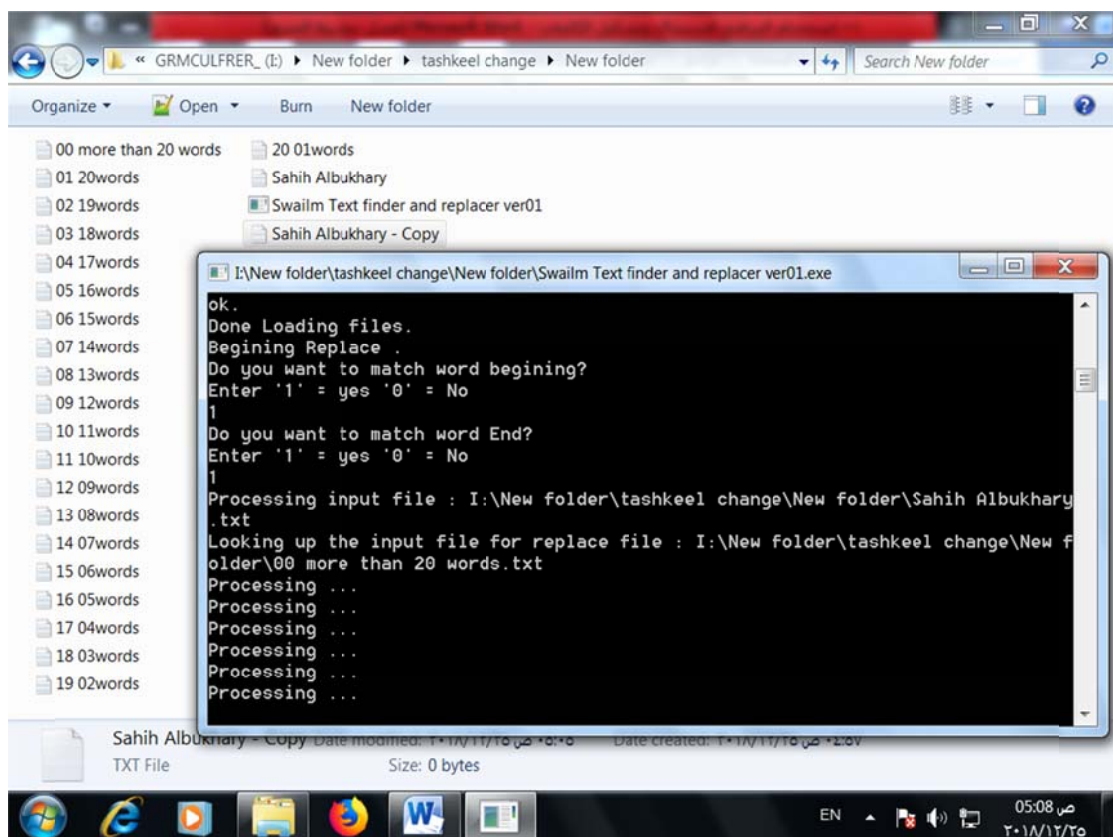 « GRMCULFRER_ (I:) ▸ New folder ▸ tashkeel change ▸ New folder
Search New folder
Organize Open Burn New folder
00 more than 20 words
01 20words
02 19words
03 18words
04 17words
05 16words
06 15words
07 14words
08 13words
09 12words
10 11words
11 10words
12 09words
13 08words
14 07words
15 06words
16 05words
17 04words
18 03words
19 02words
20 01words
Sahih Albukhary
Swailm Text finder and replacer ver01
Sahih Albukhary - Copy
I:\New folder\tashkeel change\New folder\Swailm Text finder and replacer ver01.exe
ok.
Done Loading files.
Begining Replace .
Do you want to match word begining?
Enter '1' = yes '0' = No
1
Do you want to match word End?
Enter '1' = yes '0' = No
1
Processing input file : I:\New folder\tashkeel change\New folder\Sahih Albukhary
.txt
Looking up the input file for replace file : I:\New folder\tashkeel change\New f
older\00 more than 20 words.txt
Processing ...
Processing ...
Processing ...
Processing ...
Processing ...
Processing ...
Sahih Albukhary - Copy Date modified: Date created:
TXT File Size: 0 bytes
EN
05:08 ص
٢٠١٨/١٢/٢٥